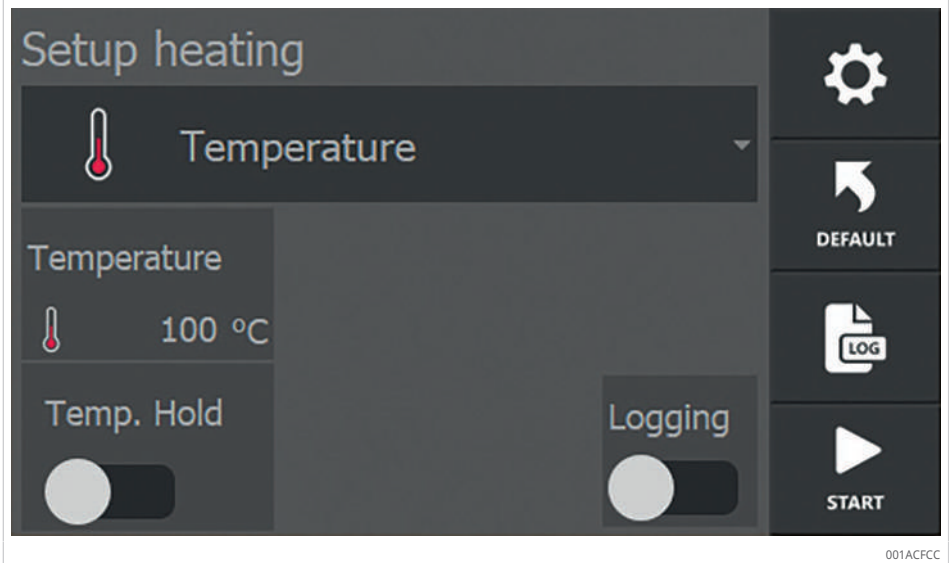 Setup heating
Temperature
Temperature
100 °C
Temp. Hold
Logging
DEFAULT
LOG
START
001ACFCC